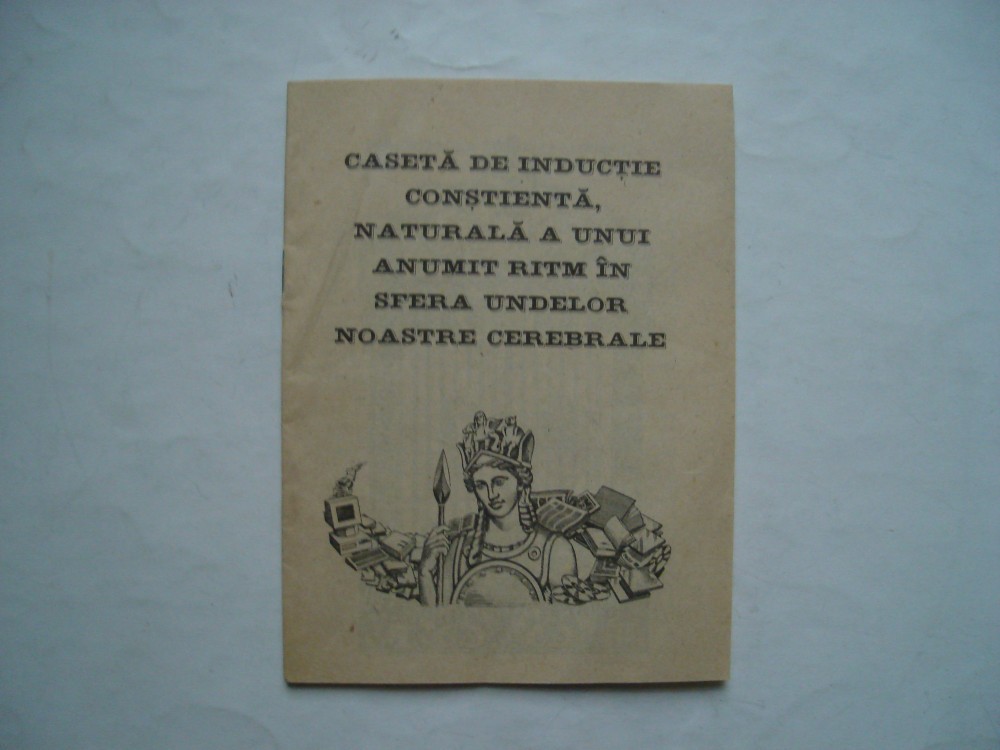 CASETĂ DE INDUCȚIE
CONȘTIENTĂ,
NATURALĂ A UNUI
ANUMIT RITM ÎN
SFERA UNDELOR
NOASTRE CEREBRALE